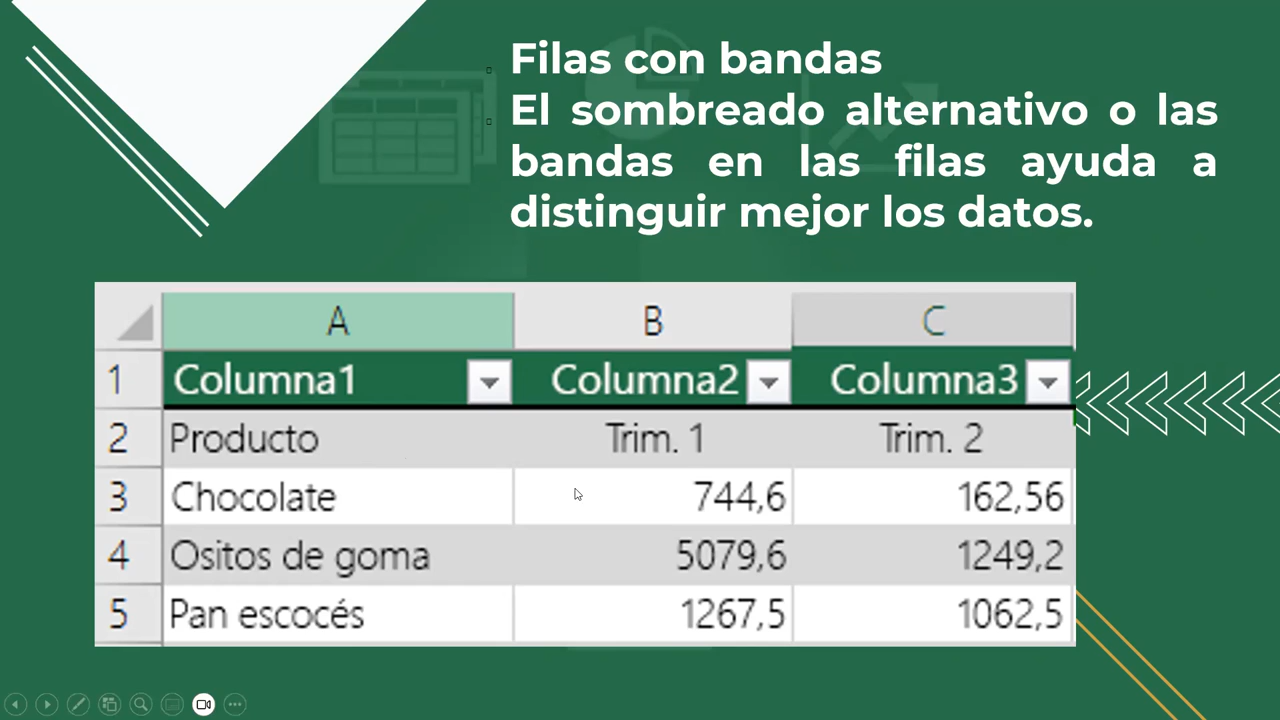 Filas con bandas
El sombreado alternativo o las
bandas en las filas ayuda a
distinguir mejor los datos.
A B C
1 Columna1 Columna2 Columna3
2 Producto Trim. 1 Trim. 2
3 Chocolate 744,6 162,56
4 Ositos de goma 5079,6 1249,2
5 Pan escocés 1267,5 1062,5